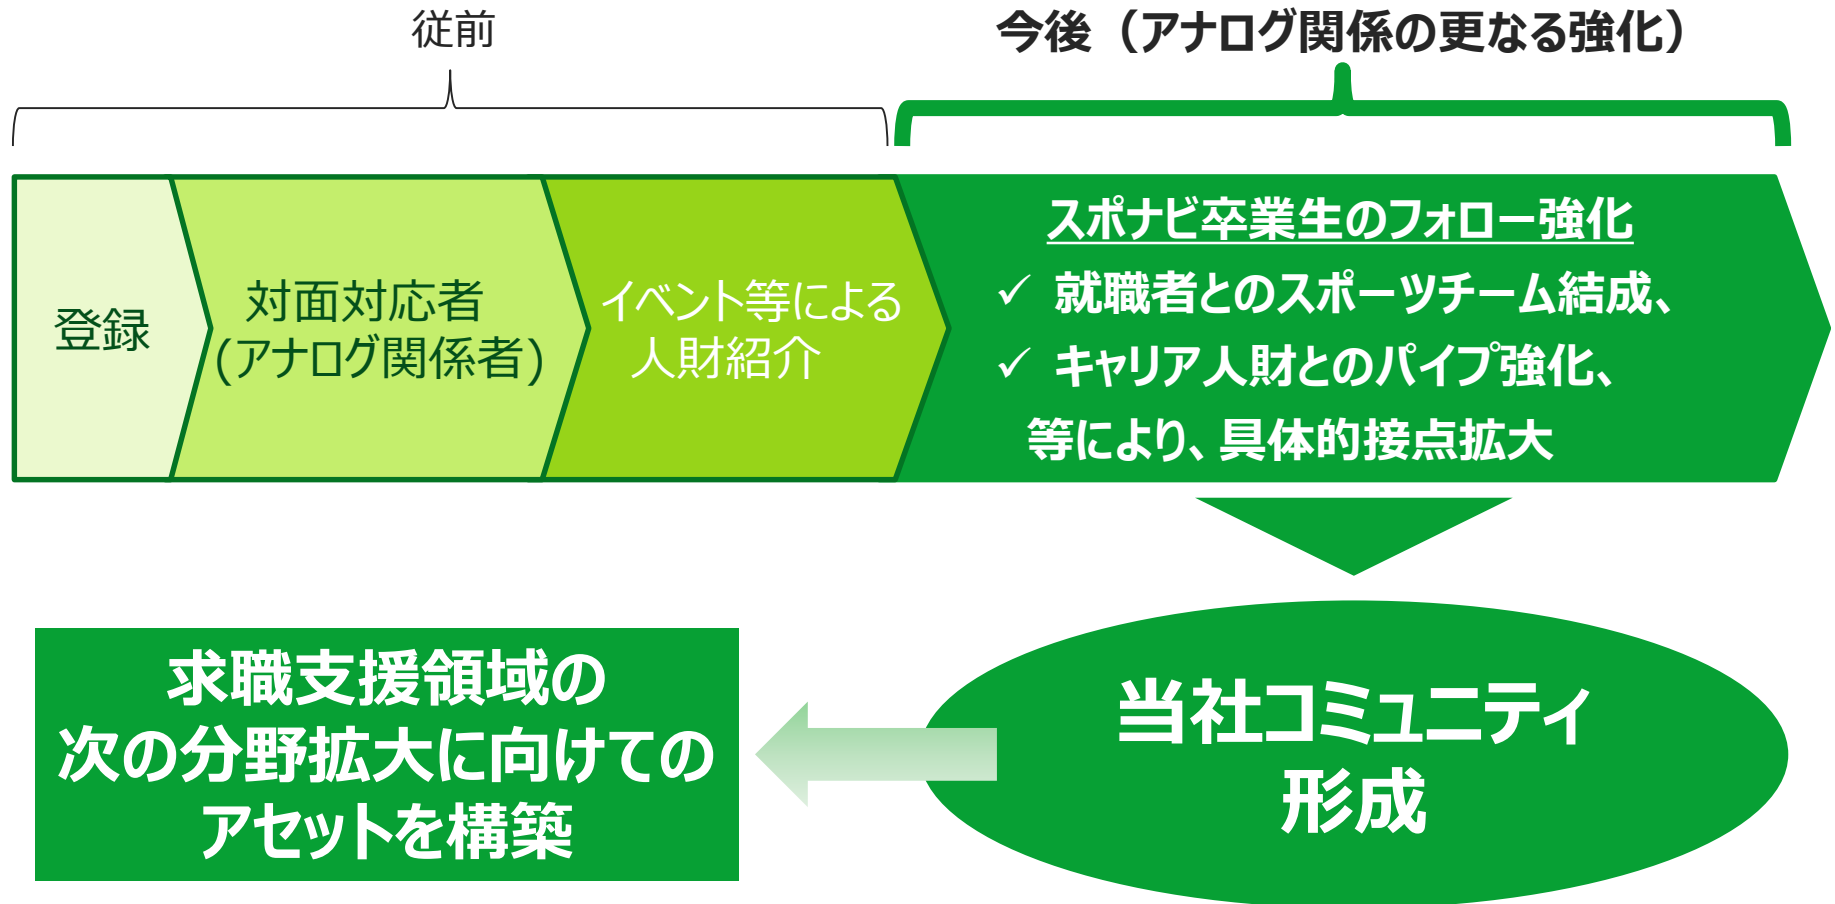 従前
今後（アナログ関係の更なる強化）
登録
対面対応者
(アナログ関係者)
イベント等による
人財紹介
スポナビ卒業生のフォロー強化
✓ 就職者とのスポーツチーム結成、
✓ キャリア人財とのパイプ強化、
等により、具体的接点拡大
当社コミュニティ
形成
求職支援領域の
次の分野拡大に向けての
アセットを構築